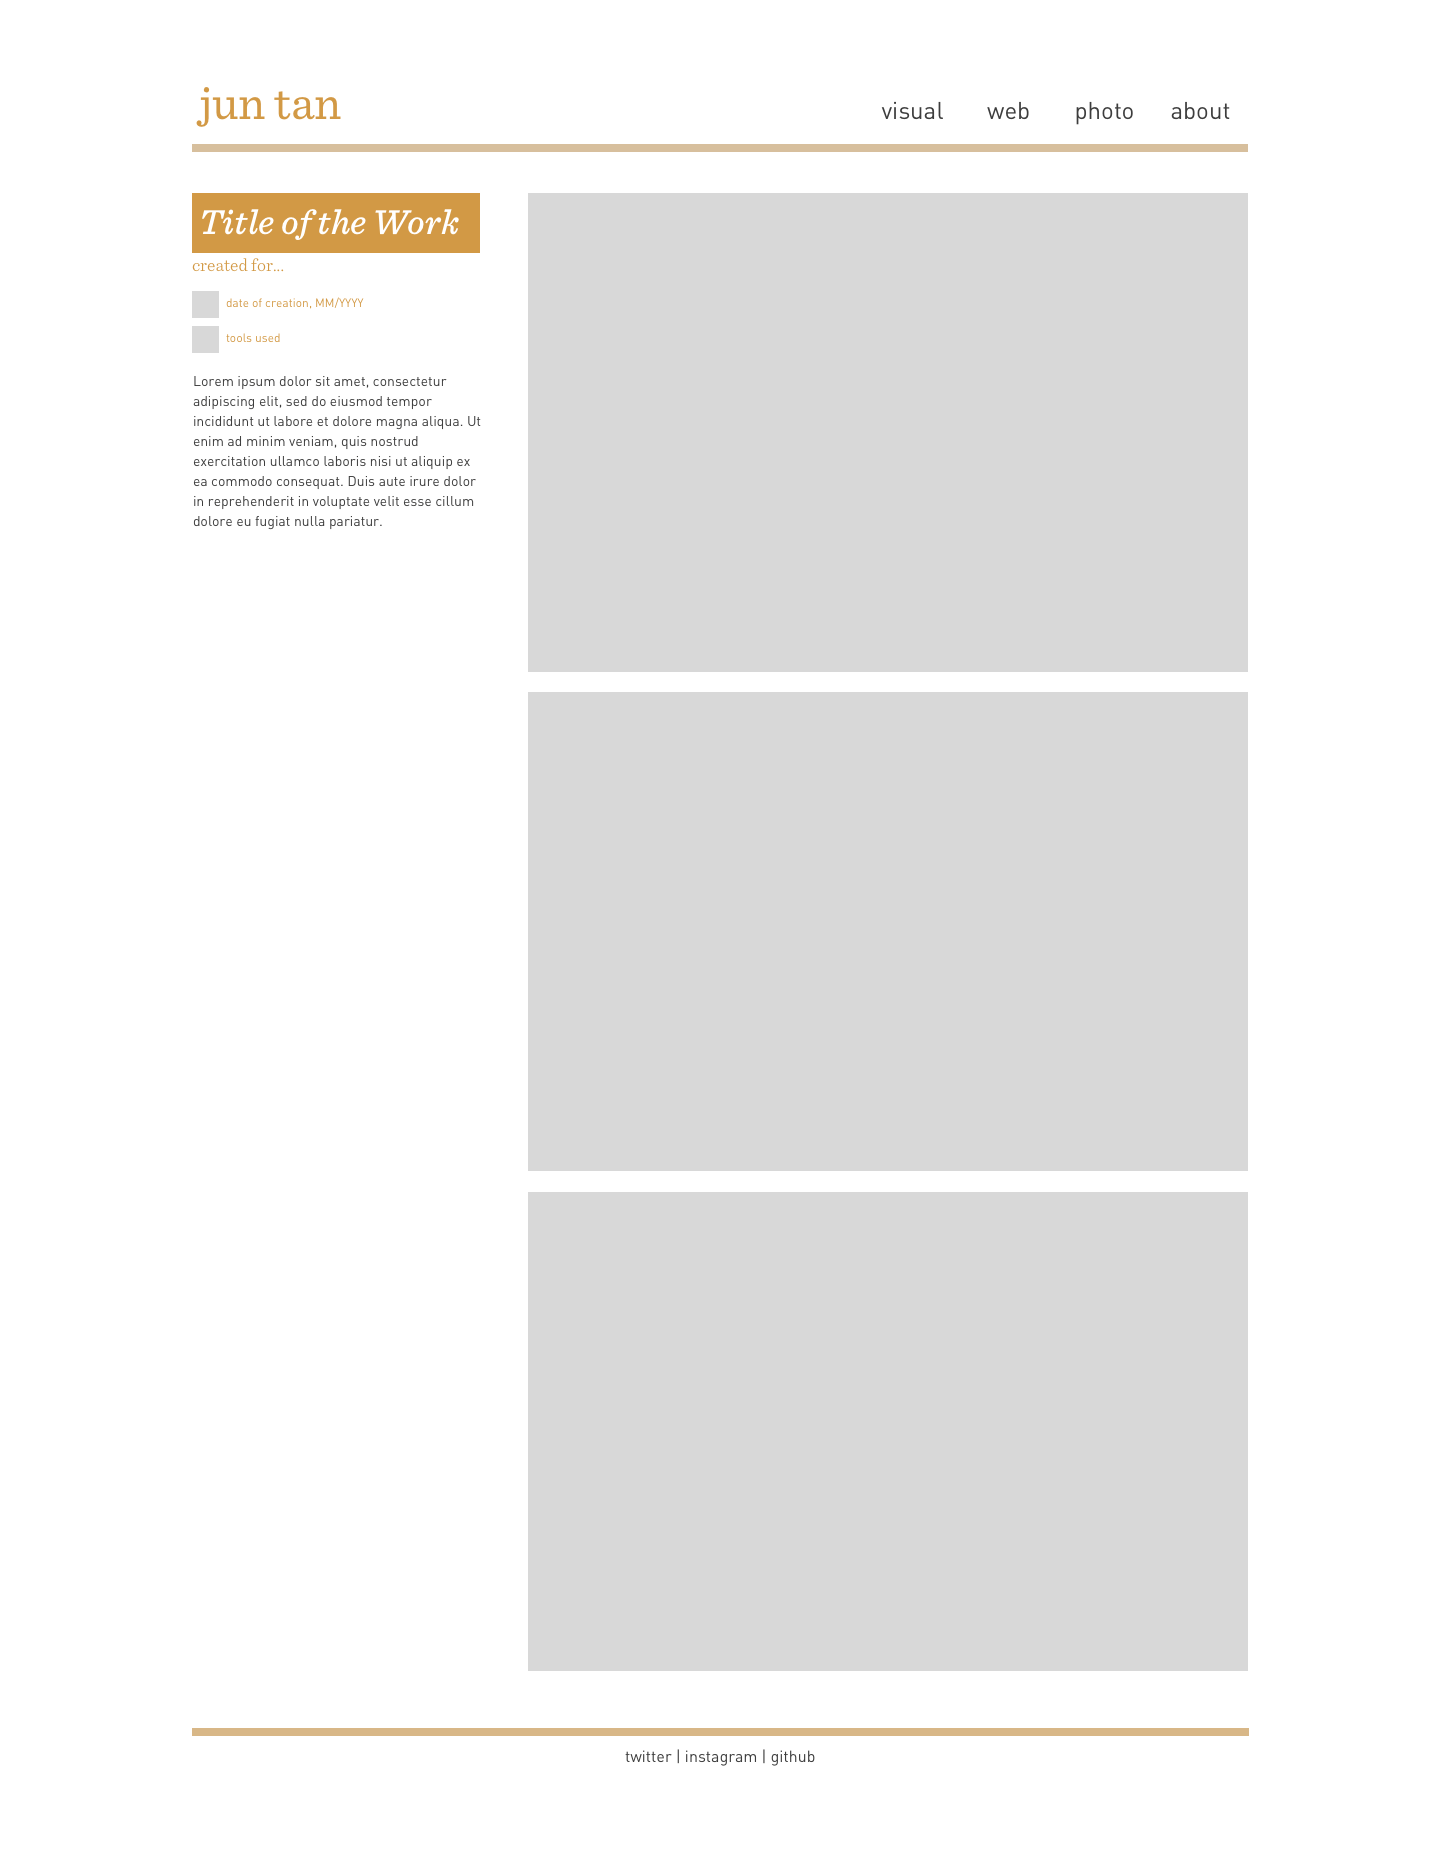 jun tan
visual web photo about
Title of the Work
created for...
date of creation, MM/YYYY
tools used
Lorem ipsum dolor sit amet, consectetur
adipiscing elit, sed do eiusmod tempor
incididunt ut labore et dolore magna aliqua. Ut
enim ad minim veniam, quis nostrud
exercitation ullamco laboris nisi ut aliquip ex
ea commodo consequat. Duis aute irure dolor
in reprehenderit in voluptate velit esse cillum
dolore eu fugiat nulla pariatur.
twitter | instagram | github